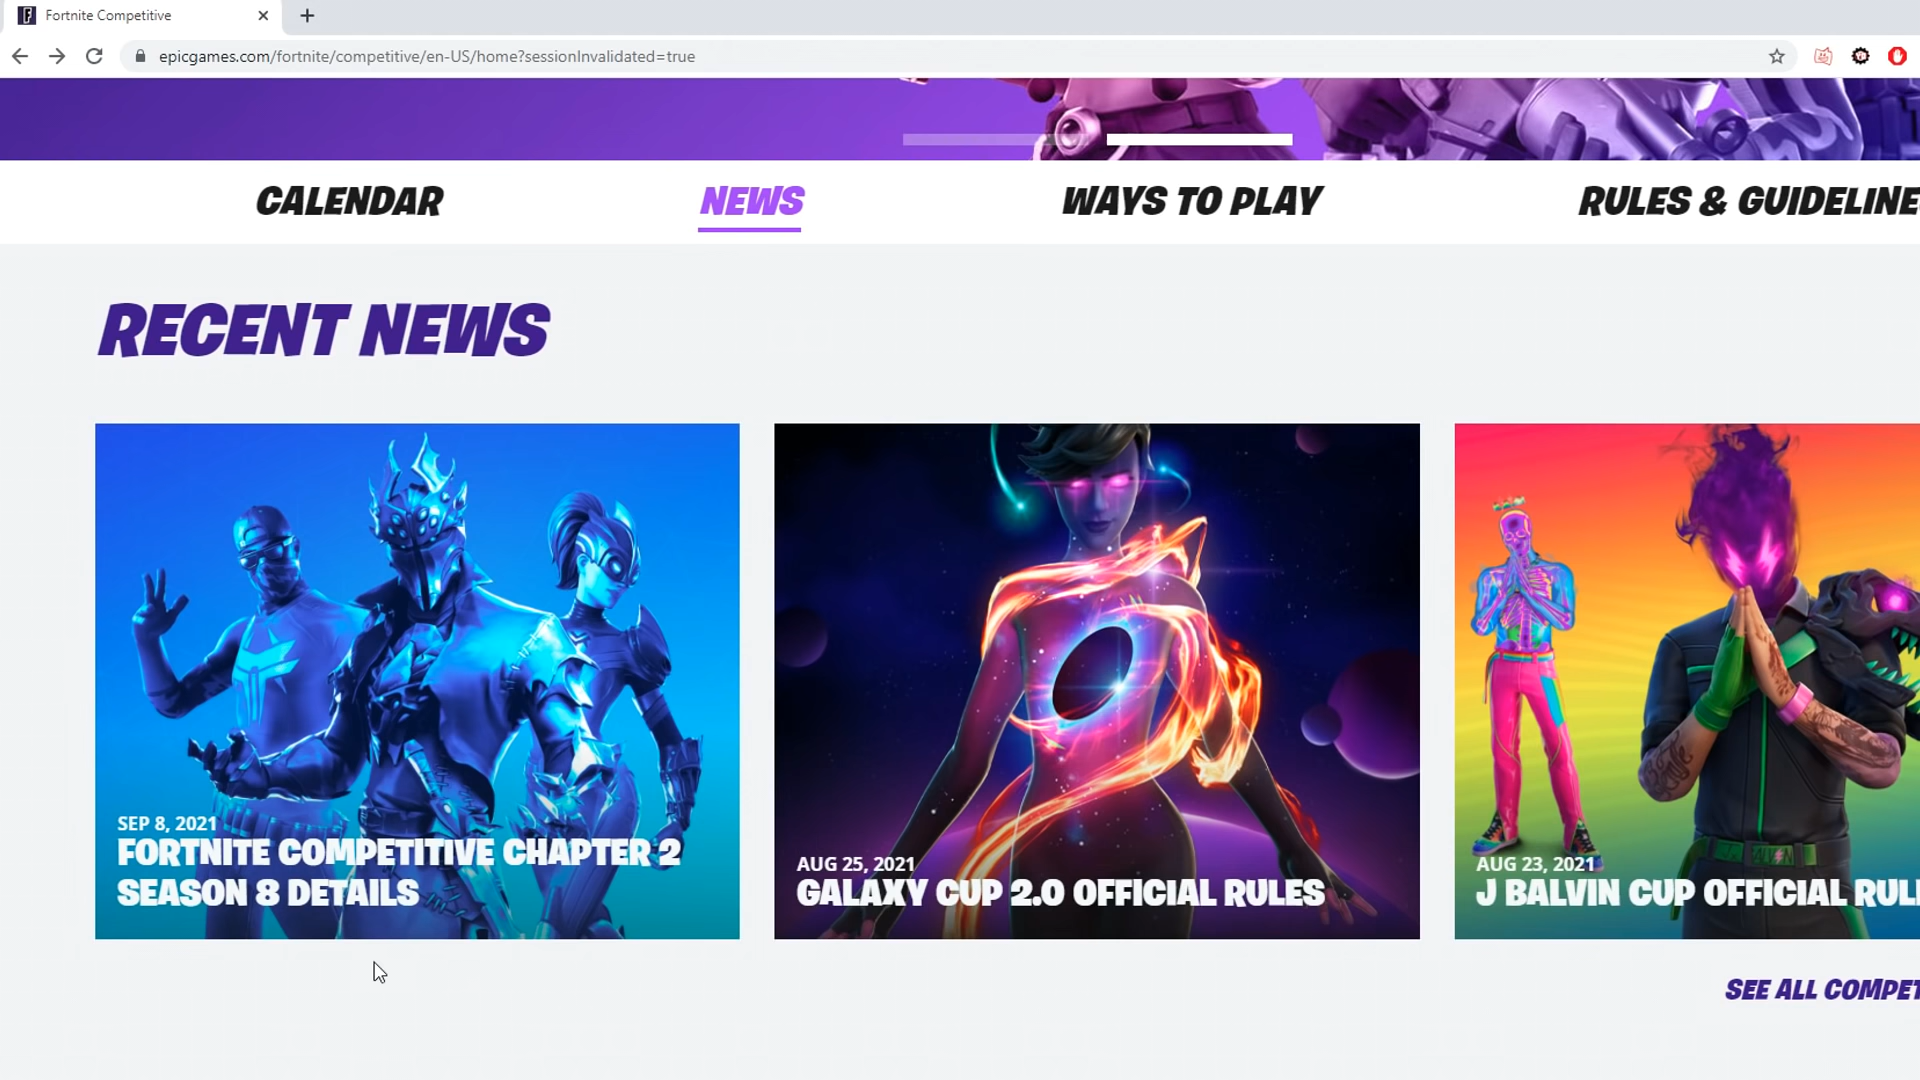 Fortnite Competitive
epicgames.com/fortnite/competitive/en-US/home?sessionInvalidated=true
CALENDAR
NEWS
WAYS TO PLAY
RULES & GUIDELINE
RECENT NEWS
SEP 8, 2021
FORTNITE COMPETITIVE CHAPTER 2
SEASON 8 DETAILS
AUG 25, 2021
GALAXY CUP 2.0 OFFICIAL RULES
AUG 23, 2021
J BALVIN CUP OFFICIAL RUL
SEE ALL COMPET